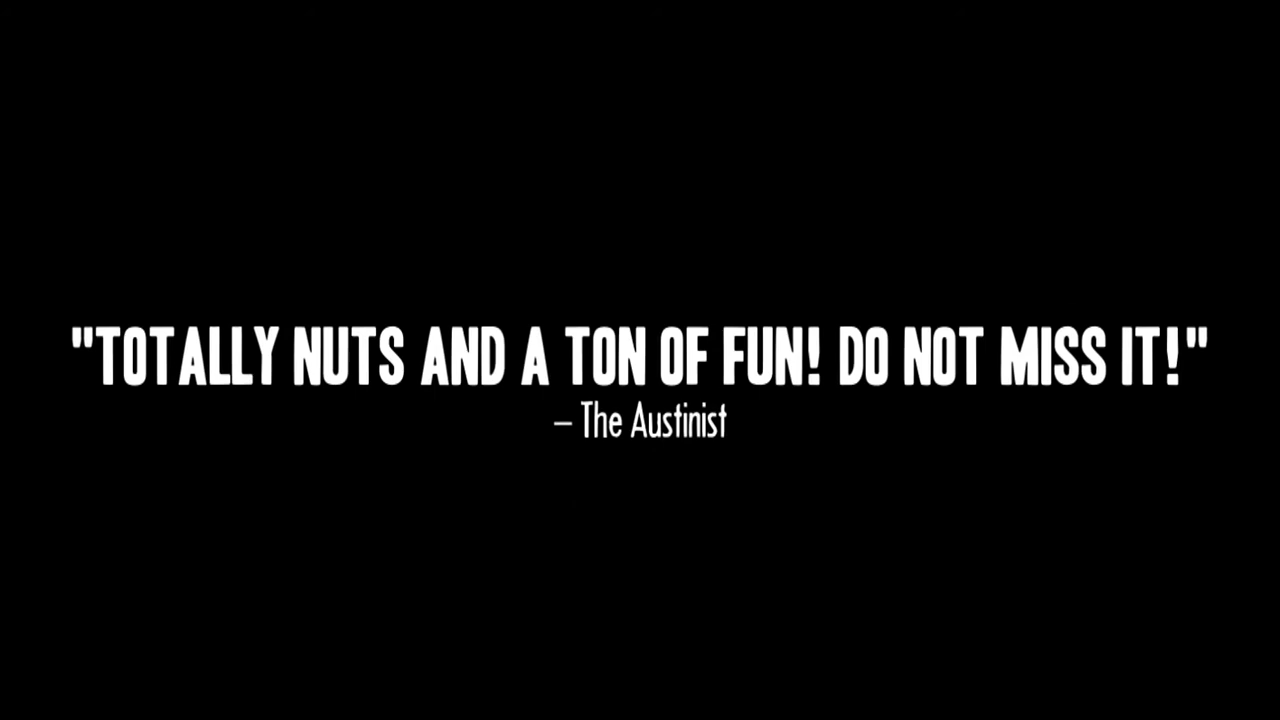 "TOTALLY NUTS AND A TON OF FUN! DO NOT MISS IT!"
– The Austinist